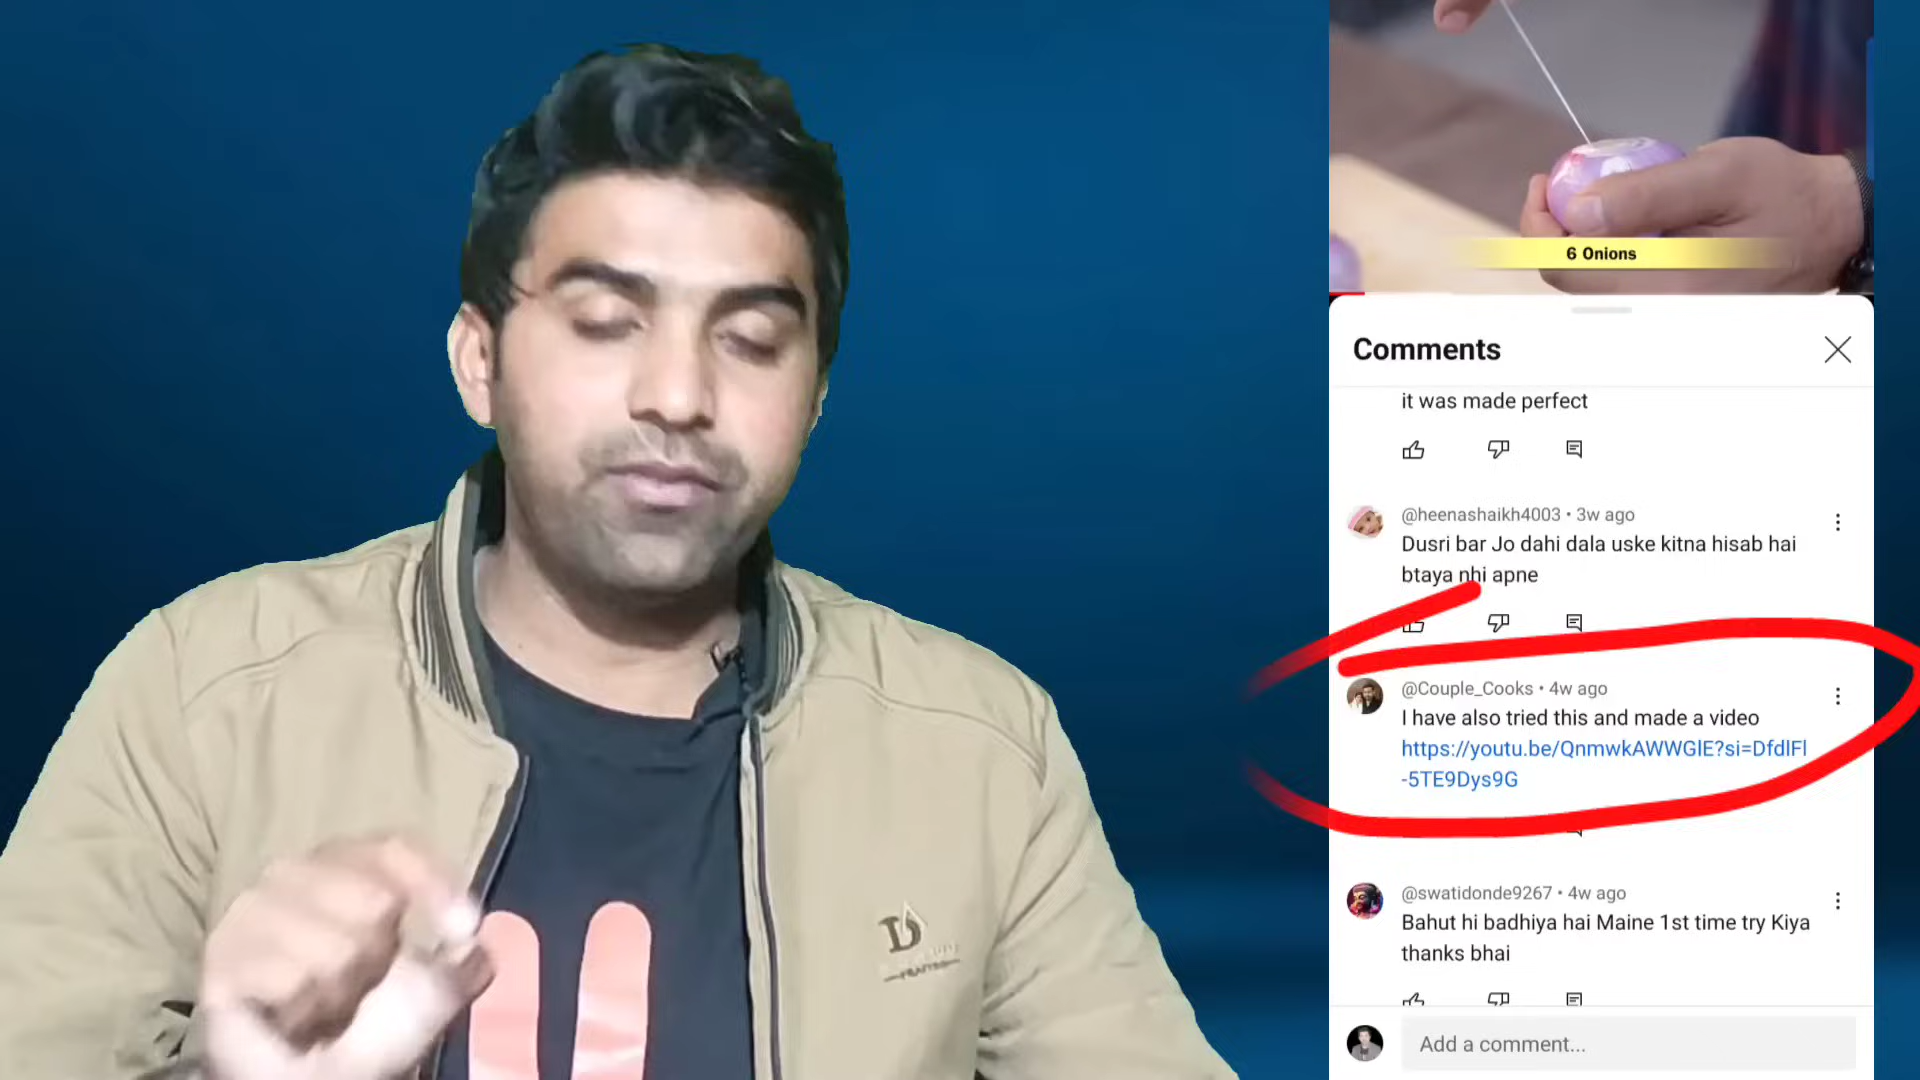 6 Onions
Comments
it was made perfect
@heenashaikh4003 • 3w ago
Dusri bar Jo dahi dala uske kitna hisab hai
btaya nhi apne
@Couple_Cooks • 4w ago
I have also tried this and made a video
https://youtu.be/QnmwkAWWGlE?si=DfdlFl
-5TE9Dys9G
@swatidonde9267 • 4w ago
Bahut hi badhiya hai Maine 1st time try Kiya
thanks bhai
Add a comment...